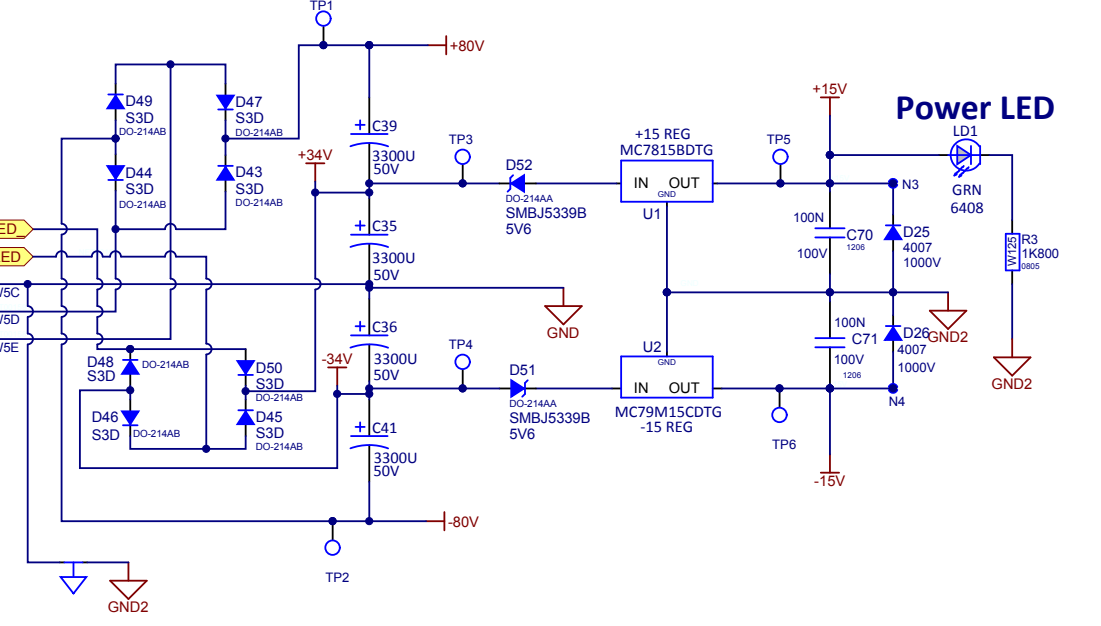 TP1
+80V
D49
S3D
DO-214AB
D47
S3D
DO-214AB
C39
3300U
50V
+34V
TP3
D52
DO-214AA
SMBJ5339B
5V6
+15 REG
MC7815BDTG
IN
OUT
GND
U1
TP5
+15V
Power LED
LD1
GRN
6408
N3
D44
S3D
DO-214AB
D43
S3D
DO-214AB
C35
3300U
50V
100N
C70
1206
100V
D25
4007
1000V
W125
R3
1K800
0805
ED_
ED
W5C
W5D
W5E
GND
GND2
C36
3300U
50V
-34V
TP4
D51
DO-214AA
SMBJ5339B
5V6
U2
GND
IN
OUT
MC79M15CDTG
-15 REG
100N
C71
100V
1206
D26
4007
1000V
N4
GND2
TP6
-15V
D48
S3D
DO-214AB
D50
S3D
DO-214AB
D46
S3D
DO-214AB
D45
S3D
DO-214AB
C41
3300U
50V
-80V
TP2
GND2